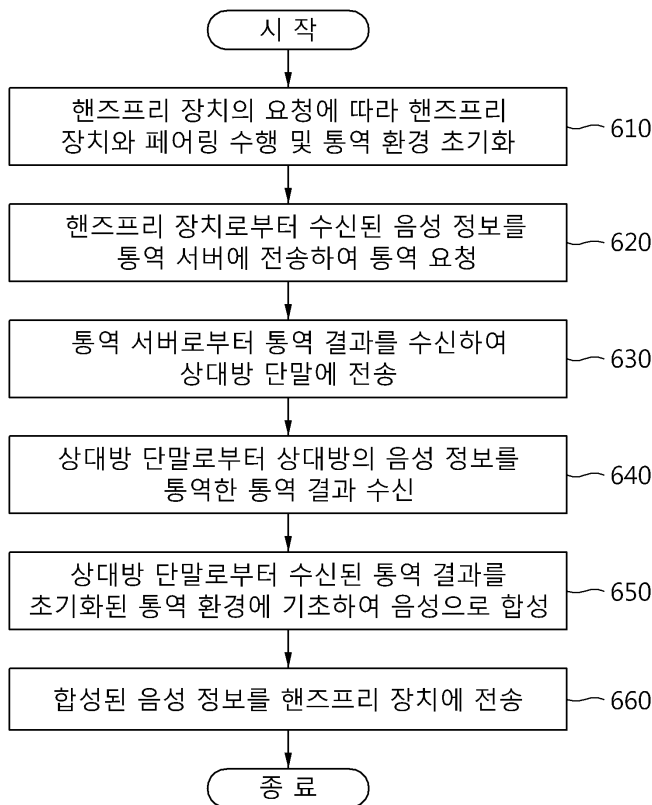 시 작
핸즈프리 장치의 요청에 따라 핸즈프리
장치와 페어링 수행 및 통역 환경 초기화
610
핸즈프리 장치로부터 수신된 음성 정보를
통역 서버에 전송하여 통역 요청
620
통역 서버로부터 통역 결과를 수신하여
상대방 단말에 전송
630
상대방 단말로부터 상대방의 음성 정보를
통역한 통역 결과 수신
640
상대방 단말로부터 수신된 통역 결과를
초기화된 통역 환경에 기초하여 음성으로 합성
650
합성된 음성 정보를 핸즈프리 장치에 전송
660
종 료